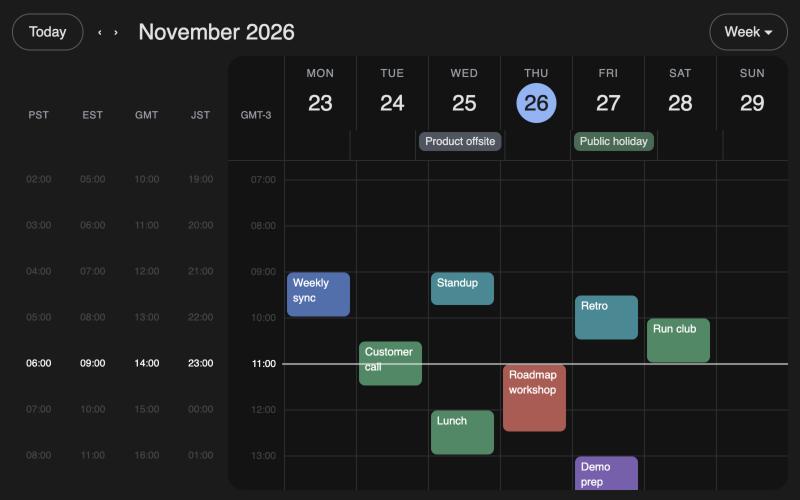 Today ‹ › November 2026 Week
MON TUE WED THU FRI SAT SUN
23 24 25 26 27 28 29
PST EST GMT JST GMT-3
Product offsite Public holiday
02:00 05:00 10:00 19:00 07:00
03:00 06:00 11:00 20:00 08:00
04:00 07:00 12:00 21:00 09:00
Weekly sync
Standup
Retro
05:00 08:00 13:00 22:00 10:00
Run club
Customer call
06:00 09:00 14:00 23:00 11:00
Roadmap workshop
07:00 10:00 15:00 00:00 12:00
Lunch
08:00 11:00 16:00 01:00 13:00
Demo prep